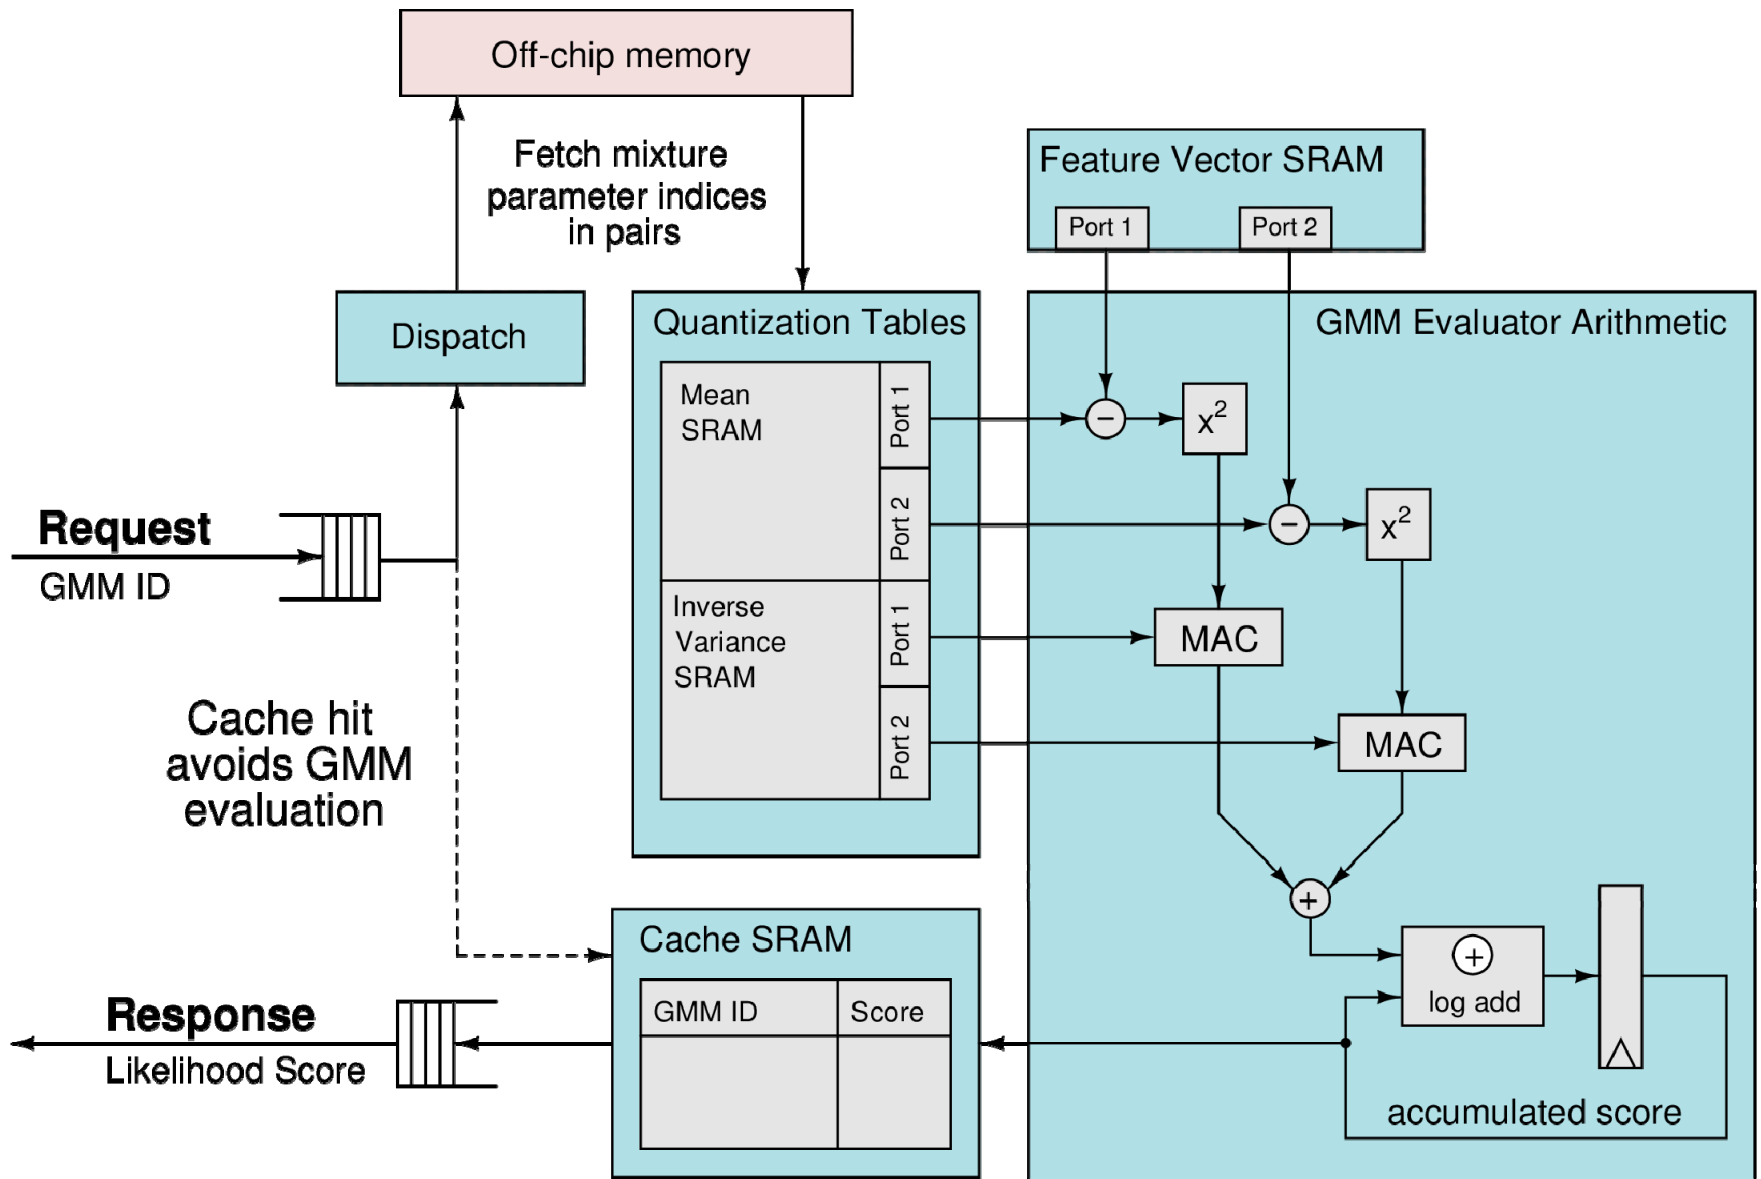 Off-chip memory
Fetch mixture
parameter indices
in pairs
Feature Vector SRAM
Port 1
Port 2
Dispatch
Quantization Tables
Mean
SRAM
Port 1
Port 2
Inverse
Variance
SRAM
Port 1
Port 2
GMM Evaluator Arithmetic
−
x²
−
x²
MAC
MAC
+
+
log add
accumulated score
Request
GMM ID
Cache hit
avoids GMM
evaluation
Cache SRAM
GMM ID
Score
Response
Likelihood Score